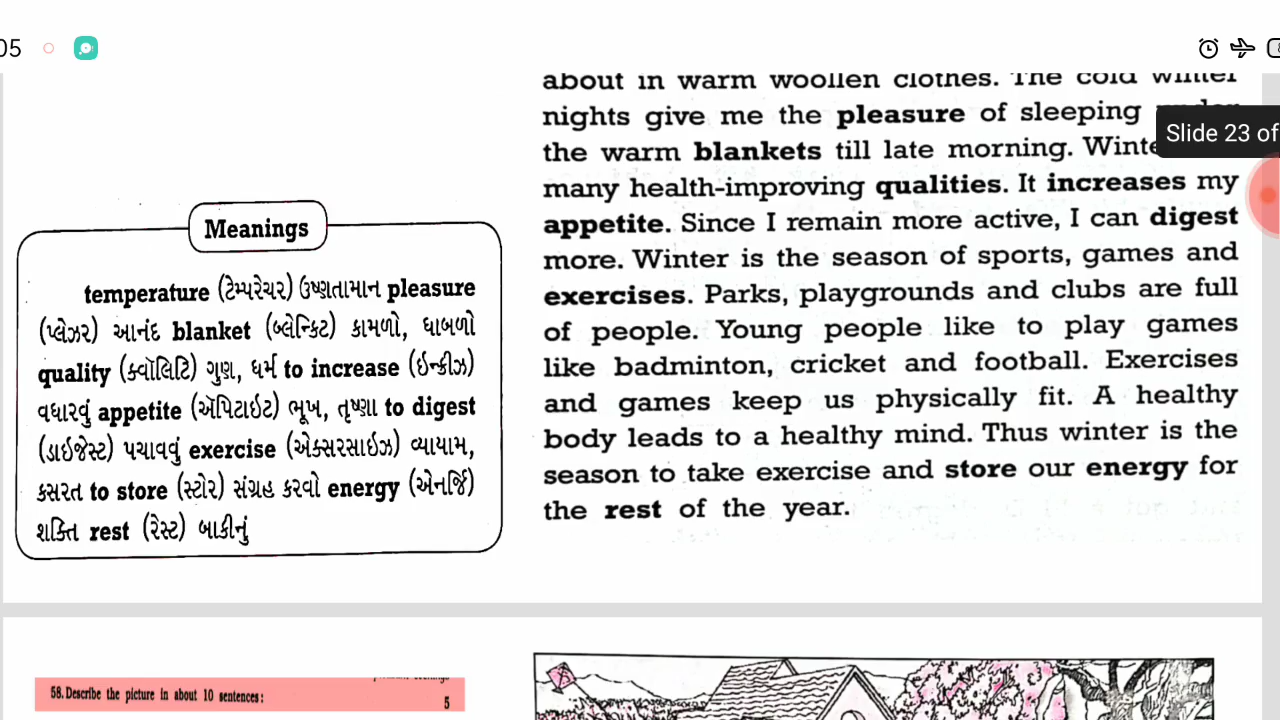 05
about in warm woollen clothes. The cold winter
nights give me the pleasure of sleeping under
Slide 23 of
the warm blankets till late morning.
many health-improving qualities. It increases my
appetite. Since I remain more active, I can digest
more. Winter is the season of sports, games and
exercises. Parks, playgrounds and clubs are full
of people. Young people like to play games
like badminton, cricket and football. Exercises
and games keep us physically fit. A healthy
body leads to a healthy mind. Thus winter is the
season to take exercise and store our energy for
the rest of the year.
Meanings
temperature (ટેમ્પરેચર) ઉષ્ણતામાન pleasure
(પ્લેઝર) આનંદ blanket (બ્લેન્કિટ) કામળો, ધાબળો
quality (ક્વૉલિટિ) ગુણ, ધર્મ to increase (ઇન્ક્રીઝ)
વધારવું appetite (ઍપિટાઇટ) ભૂખ, તૃષ્ણા to digest
(ડાઇજેસ્ટ) પચાવવું exercise (એક્સરસાઇઝ) વ્યાયામ,
કસરત to store (સ્ટોર) સંગ્રહ કરવો energy (એનર્જિ)
શક્તિ rest (રેસ્ટ) બાકીનું
58. Describe the picture in about 10 sentences:
5